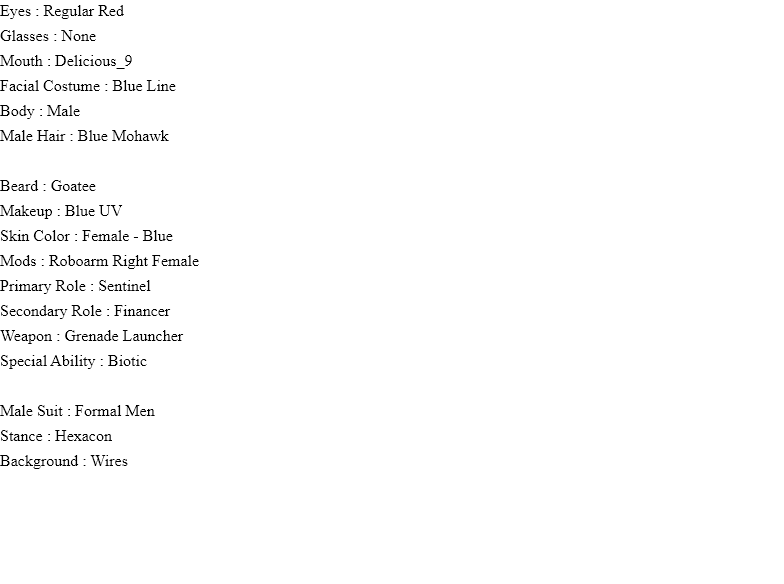 Eyes : Regular Red
Glasses : None
Mouth : Delicious_9
Facial Costume : Blue Line
Body : Male
Male Hair : Blue Mohawk
Beard : Goatee
Makeup : Blue UV
Skin Color : Female - Blue
Mods : Roboarm Right Female
Primary Role : Sentinel
Secondary Role : Financer
Weapon : Grenade Launcher
Special Ability : Biotic
Male Suit : Formal Men
Stance : Hexacon
Background : Wires